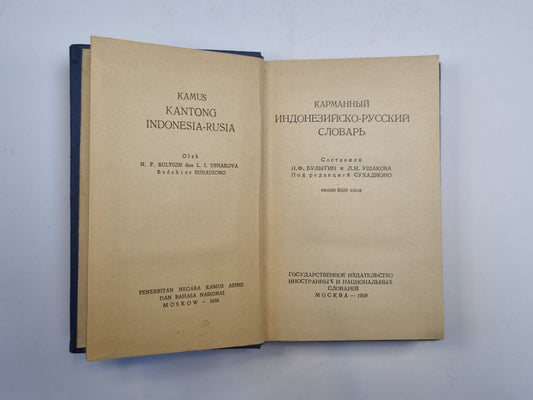 KAMUS
KANTONG
INDONESIA-RUSIA
Oleh
N. F. BULYGIN dan L. I. USHAKOVA
Redaktur SUHADIONO
PENERBITAN NEGARA KAMUS ASING
DAN BAHASA NASIONAL
MOSKOW - 1959
КАРМАННЫЙ
ИНДОНЕЗИЙСКО-РУССКИЙ
СЛОВАРЬ
Составили
Н.Ф. БУЛЫГИН и Л.И. УШАКОВА
Под редакцией СУХАДИОНО
около 8000 слов
ГОСУДАРСТВЕННОЕ ИЗДАТЕЛЬСТВО
ИНОСТРАННЫХ И НАЦИОНАЛЬНЫХ
СЛОВАРЕЙ
МОСКВА — 1959